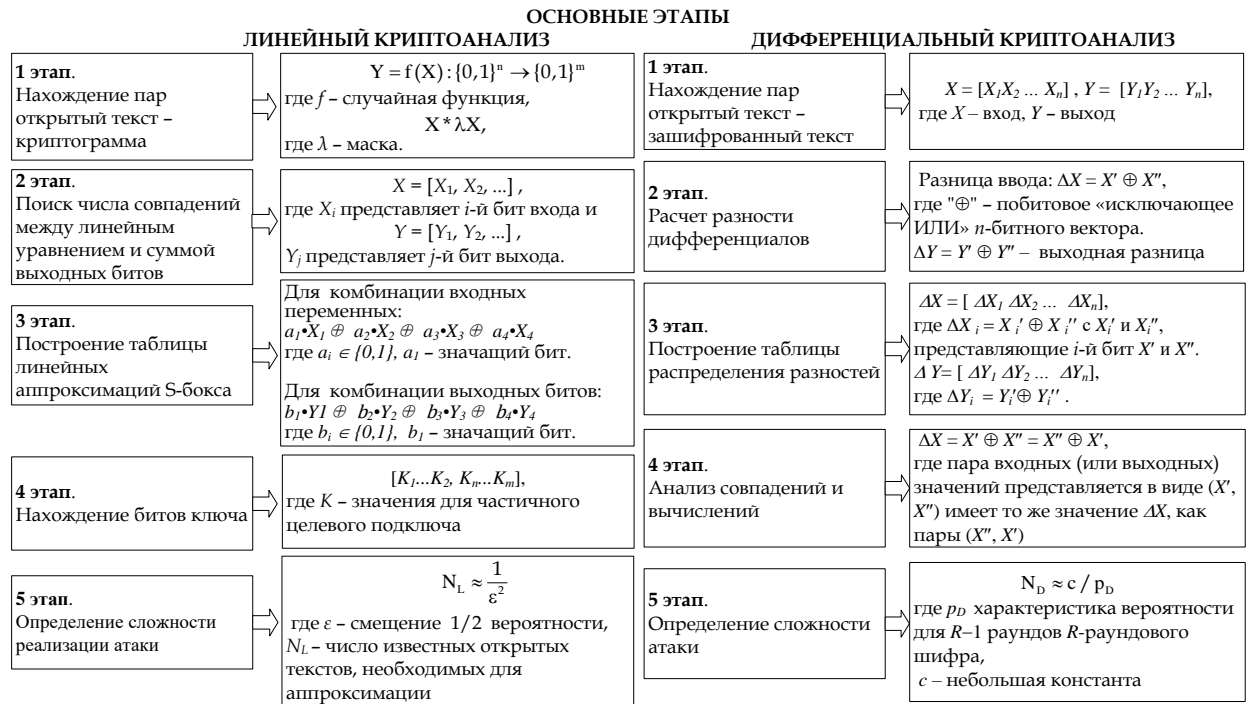 ОСНОВНЫЕ ЭТАПЫ
ЛИНЕЙНЫЙ КРИПТОАНАЛИЗ
1 этап.
Нахождение пар
открытый текст –
криптограмма
Y = f (X) : {0,1}ⁿ → {0,1}ᵐ
где f – случайная функция,
X * λX,
где λ – маска.
2 этап.
Поиск числа совпадений
между линейным
уравнением и суммой
выходных битов
X = [X₁, X₂, ...] ,
где Xᵢ представляет i-й бит входа и
Y = [Y₁, Y₂, ...] ,
Yⱼ представляет j-й бит выхода.
3 этап.
Построение таблицы
линейных
аппроксимаций S-бокса
Для комбинации входных
переменных:
a₁•X₁ ⊕ a₂•X₂ ⊕ a₃•X₃ ⊕ a₄•X₄
где aᵢ ∈ {0,1}, a₁ – значащий бит.
Для комбинации выходных битов:
b₁•Y1 ⊕ b₂•Y₂ ⊕ b₃•Y₃ ⊕ b₄•Y₄
где bᵢ ∈ {0,1}, b₁ – значащий бит.
4 этап.
Нахождение битов ключа
[K₁...K₂, Kₙ...Kₘ],
где K – значения для частичного
целевого подключа
5 этап.
Определение сложности
реализации атаки
N_L ≈ 1/ε²
где ε – смещение 1/2 вероятности,
N_L – число известных открытых
текстов, необходимых для
аппроксимации
ДИФФЕРЕНЦИАЛЬНЫЙ КРИПТОАНАЛИЗ
1 этап.
Нахождение пар
открытый текст –
зашифрованный текст
X = [X₁X₂ ... Xₙ] , Y = [Y₁Y₂ ... Yₙ],
где X – вход, Y – выход
2 этап.
Расчет разности
дифференциалов
Разница ввода: ΔX = X′ ⊕ X″,
где "⊕" – побитовое «исключающее
ИЛИ» n-битного вектора.
ΔY = Y′ ⊕ Y″ – выходная разница
3 этап.
Построение таблицы
распределения разностей
ΔX = [ ΔX₁ ΔX₂ ... ΔXₙ],
где ΔX ᵢ = X ᵢ′ ⊕ X ᵢ′′ с Xᵢ′ и Xᵢ″,
представляющие i-й бит X′ и X″.
Δ Y= [ ΔY₁ ΔY₂ ... ΔYₙ],
где ΔYᵢ = Yᵢ′⊕ Yᵢ′′ .
4 этап.
Анализ совпадений и
вычислений
ΔX = X′ ⊕ X″ = X″ ⊕ X′,
где пара входных (или выходных)
значений представляется в виде (X′,
X″) имеет то же значение ΔX, как
пары (X″, X′)
5 этап.
Определение сложности
атаки
N_D ≈ c / p_D
где p_D характеристика вероятности
для R−1 раундов R-раундового
шифра,
c – небольшая константа